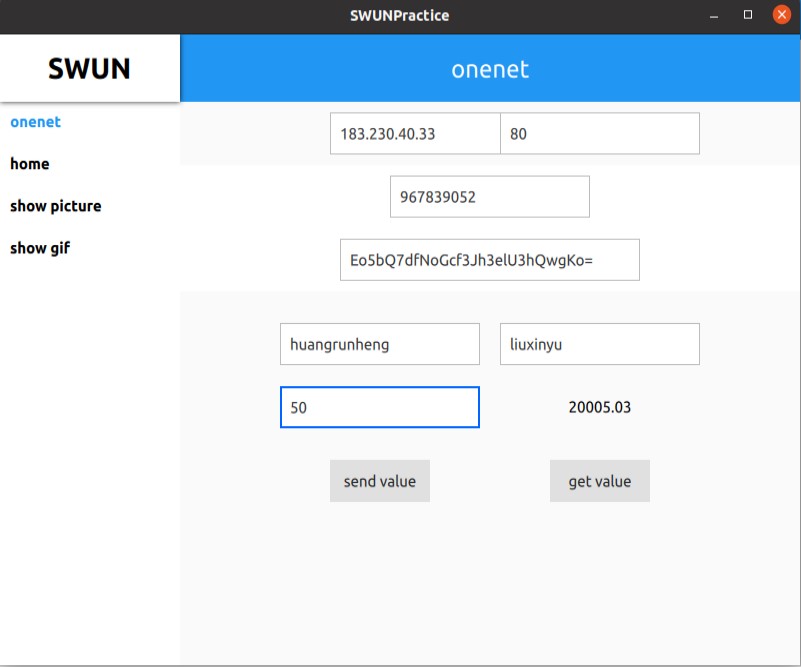 SWUNPractice
SWUN
onenet
onenet
home
show picture
show gif
183.230.40.33 80
967839052
Eo5bQ7dfNoGcf3Jh3elU3hQwgKo=
huangrunheng liuxinyu
50 20005.03
send value get value